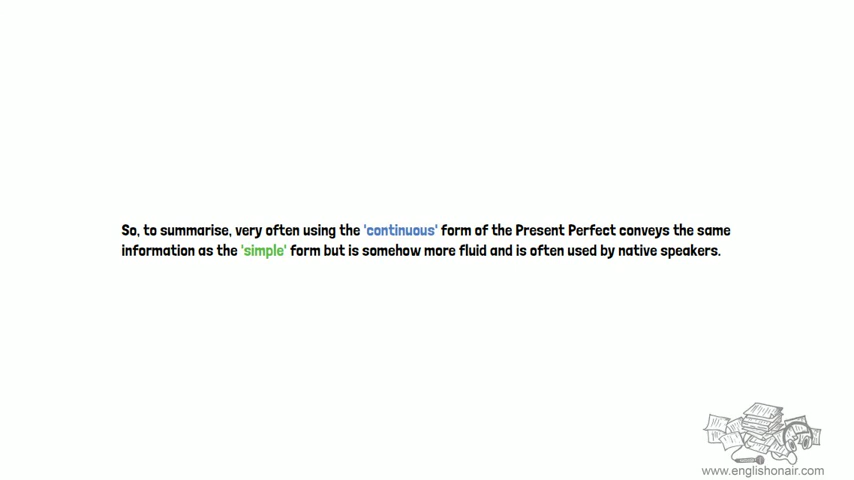 So, to summarise, very often using the 'continuous' form of the Present Perfect conveys the same
information as the 'simple' form but is somehow more fluid and is often used by native speakers.
www.englishonair.com